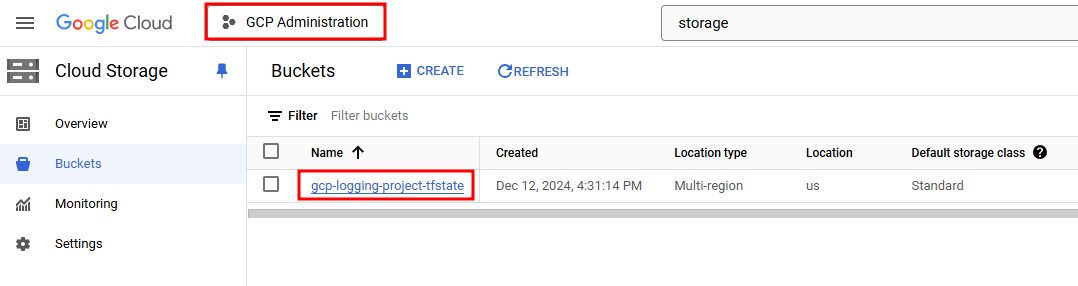 Google Cloud GCP Administration storage
Cloud Storage Buckets CREATE REFRESH
Overview
Buckets
Monitoring
Settings
Filter Filter buckets
Name Created Location type Location Default storage class ?
gcp-logging-project-tfstate Dec 12, 2024, 4:31:14 PM Multi-region us Standard